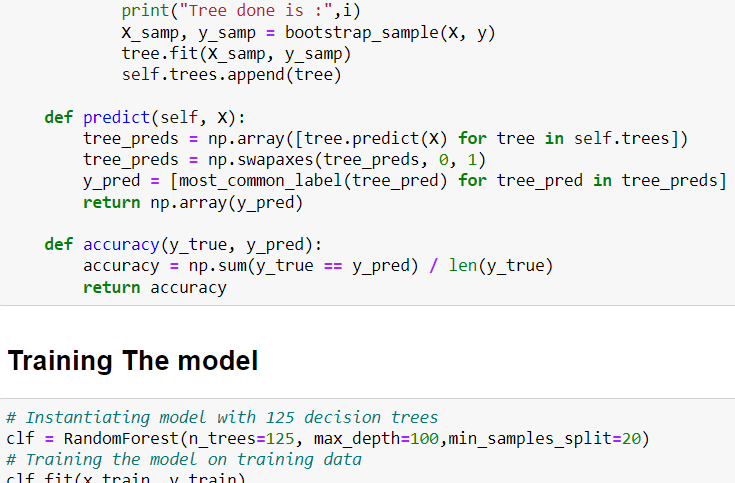 print("Tree done is :",i)
X_samp, y_samp = bootstrap_sample(X, y)
tree.fit(X_samp, y_samp)
self.trees.append(tree)
def predict(self, X):
tree_preds = np.array([tree.predict(X) for tree in self.trees])
tree_preds = np.swapaxes(tree_preds, 0, 1)
y_pred = [most_common_label(tree_pred) for tree_pred in tree_preds]
return np.array(y_pred)
def accuracy(y_true, y_pred):
accuracy = np.sum(y_true == y_pred) / len(y_true)
return accuracy
Training The model
# Instantiating model with 125 decision trees
clf = RandomForest(n_trees=125, max_depth=100,min_samples_split=20)
# Training the model on training data
clf.fit(x_train, y_train)